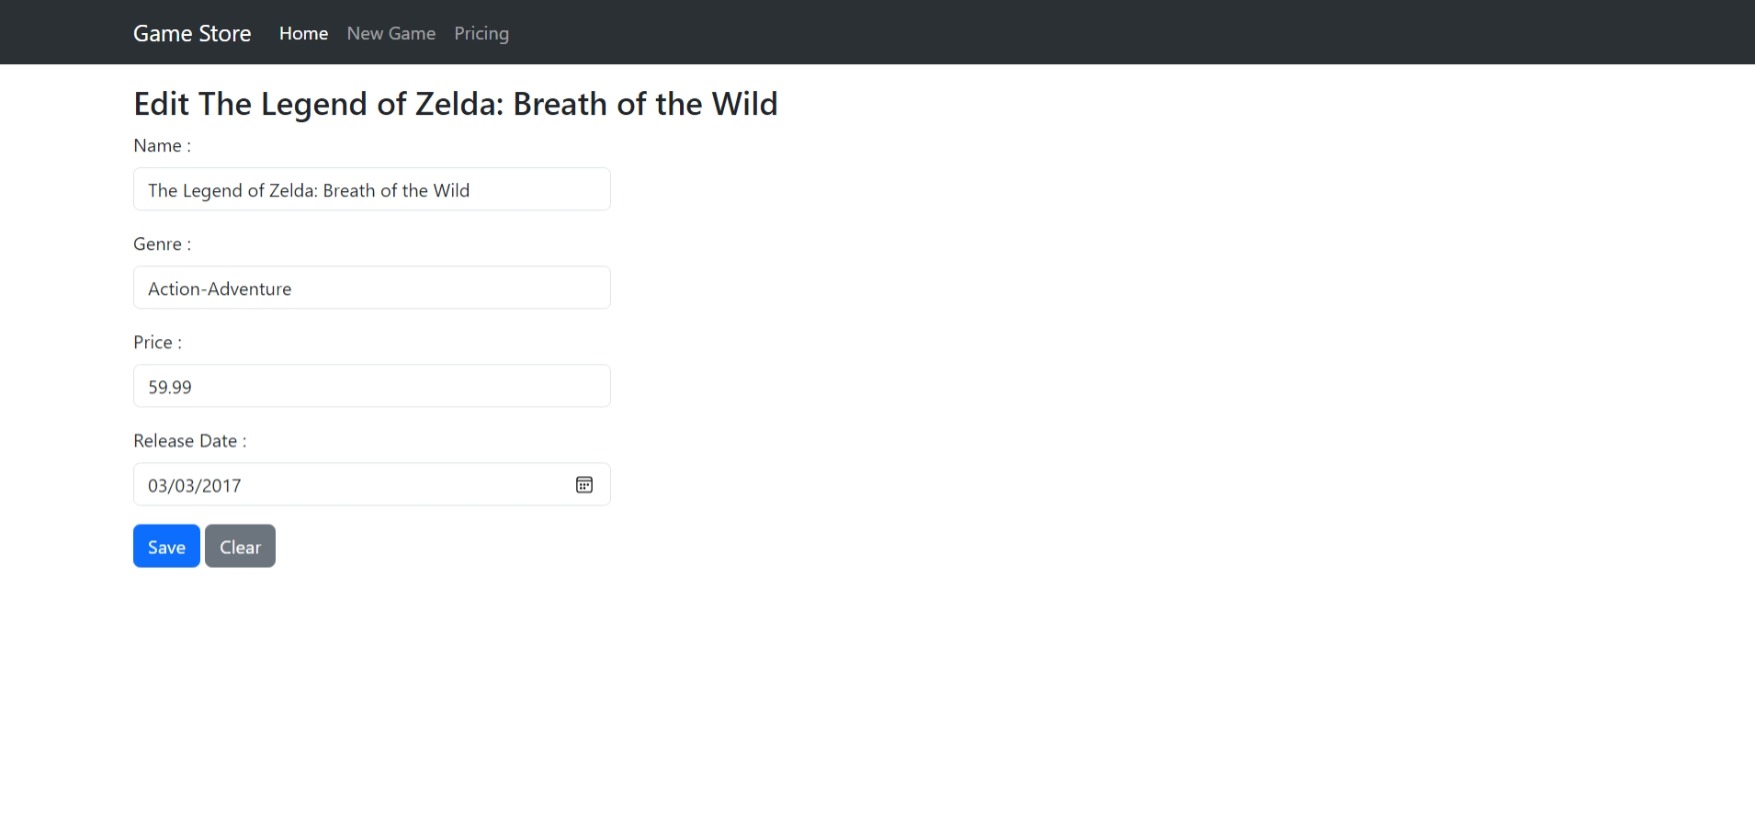 Game Store Home New Game Pricing
Edit The Legend of Zelda: Breath of the Wild
Name :
The Legend of Zelda: Breath of the Wild
Genre :
Action-Adventure
Price :
59.99
Release Date :
03/03/2017
Save Clear